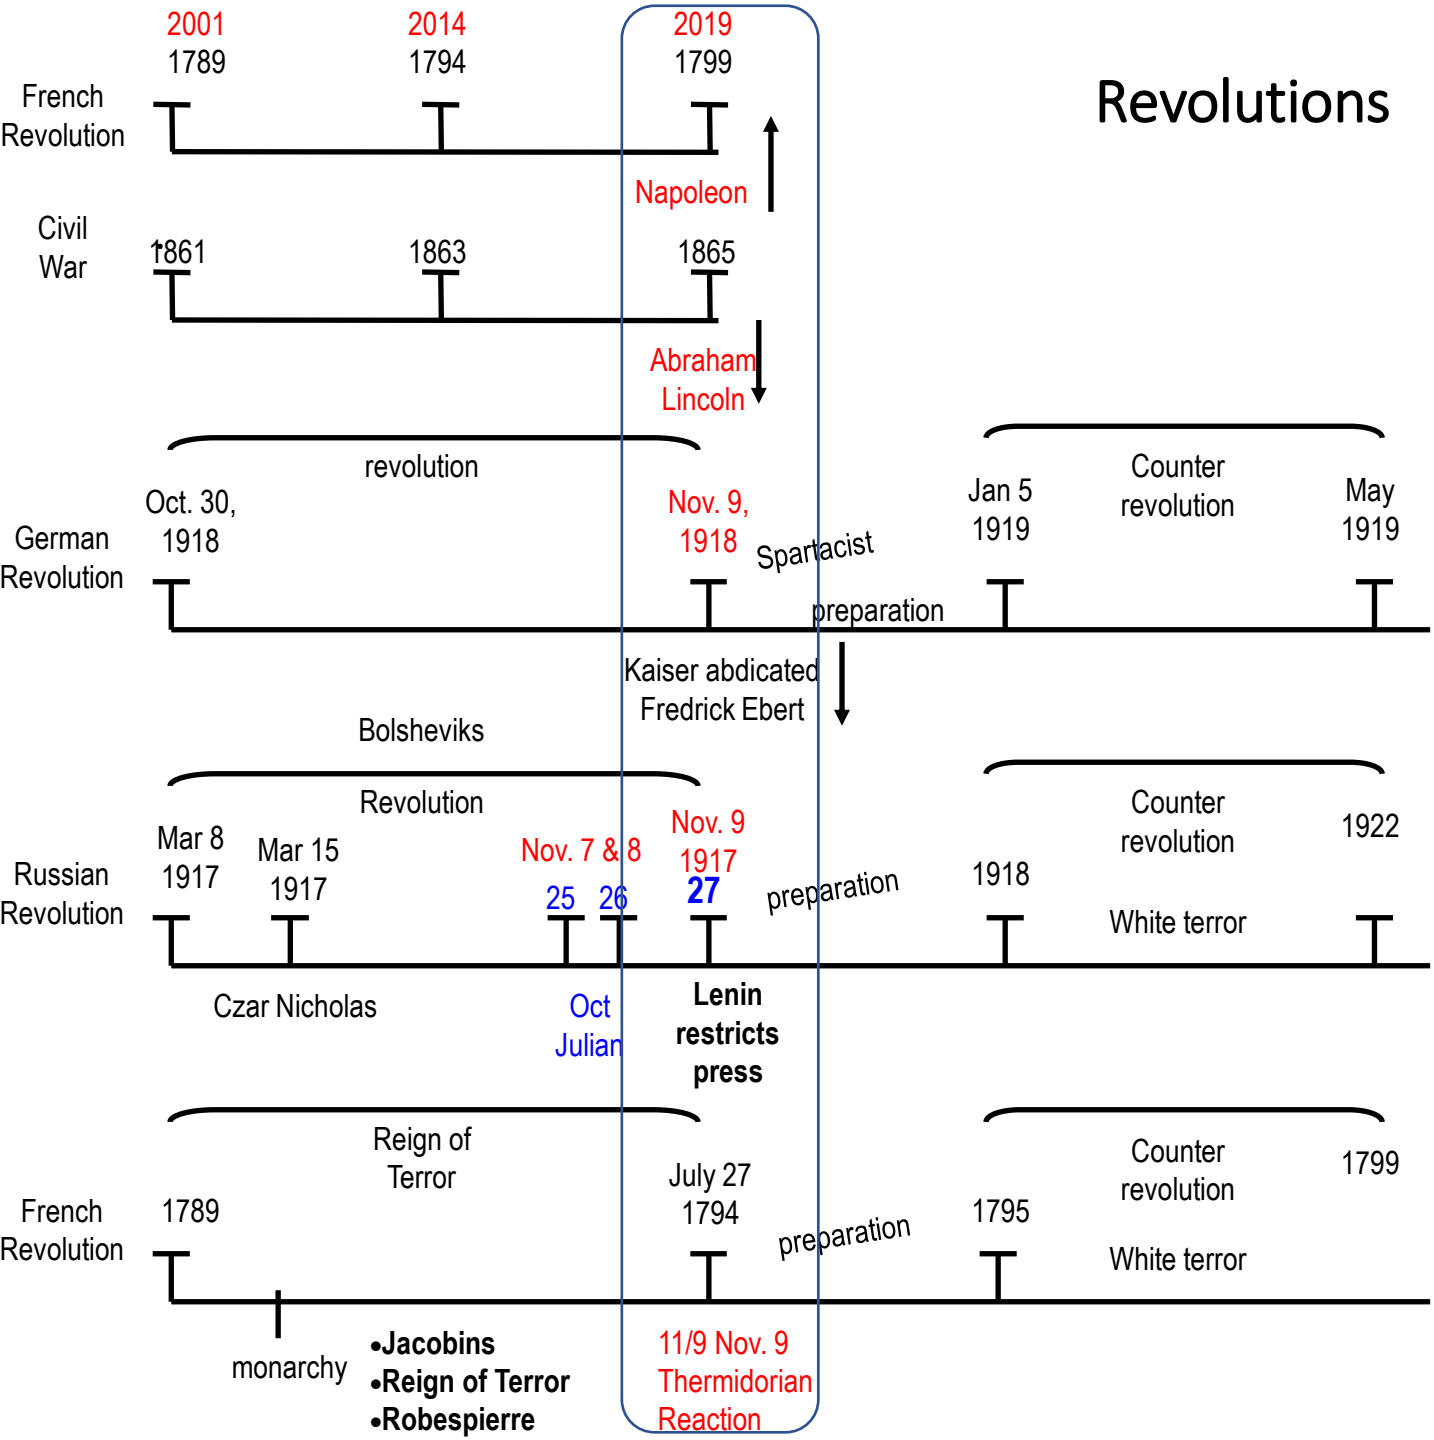 2001
2014
2019
1789
1794
1799
Revolutions
French
Revolution
Napoleon
Civil
War
1861
1863
1865
Abraham
Lincoln
revolution
Counter
revolution
Oct. 30,
1918
Nov. 9,
1918
Jan 5
1919
May
1919
German
Revolution
Spartacist
preparation
Kaiser abdicated
Fredrick Ebert
Bolsheviks
Revolution
Counter
revolution
Mar 8
1917
Mar 15
1917
Nov. 7 & 8
25
26
Nov. 9
1917
27
1918
1922
Russian
Revolution
preparation
White terror
Czar Nicholas
Oct
Julian
Lenin
restricts
press
Reign of
Terror
Counter
revolution
1789
July 27
1794
1795
1799
French
Revolution
preparation
White terror
monarchy
•Jacobins
•Reign of Terror
•Robespierre
11/9 Nov. 9
Thermidorian
Reaction